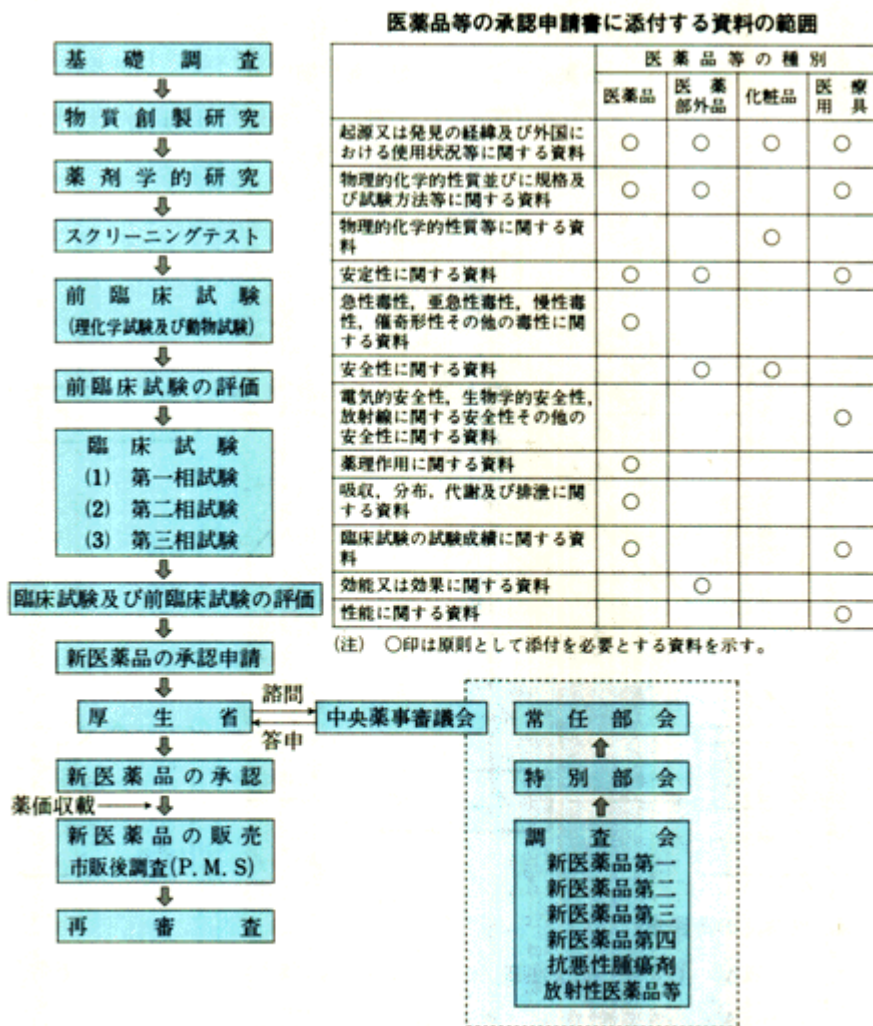 医薬品等の承認申請書に添付する資料の範囲
医薬品等の種別
医薬品
医薬
部外品
化粧品
医療
用具
起源又は発見の経緯及び外国に
おける使用状況等に関する資料
○ ○ ○ ○
物理的化学的性質並びに規格及
び試験方法等に関する資料
○ ○ ○
物理的化学的性質等に関する資
料
○
安定性に関する資料
○ ○ ○
急性毒性，亜急性毒性，慢性毒
性，催奇形性その他の毒性に関
する資料
○
安全性に関する資料
○ ○
電気的安全性，生物学的安全性，
放射線に関する安全性その他の
安全性に関する資料
○
薬理作用に関する資料
○
吸収，分布，代謝及び排泄に関
する資料
○
臨床試験の試験成績に関する資
料
○ ○
効能又は効果に関する資料
○
性能に関する資料
○
(注) ○印は原則として添付を必要とする資料を示す。
基礎調査
物質創製研究
薬剤学的研究
スクリーニングテスト
前臨床試験
(理化学試験及び動物試験)
前臨床試験の評価
臨床試験
(1) 第一相試験
(2) 第二相試験
(3) 第三相試験
臨床試験及び前臨床試験の評価
新医薬品の承認申請
厚生省
諮問
答申
中央薬事審議会
新医薬品の承認
薬価収載
新医薬品の販売
市販後調査(P. M. S)
再審査
常任部会
特別部会
調査会
新医薬品第一
新医薬品第二
新医薬品第三
新医薬品第四
抗悪性腫瘍剤
放射性医薬品等